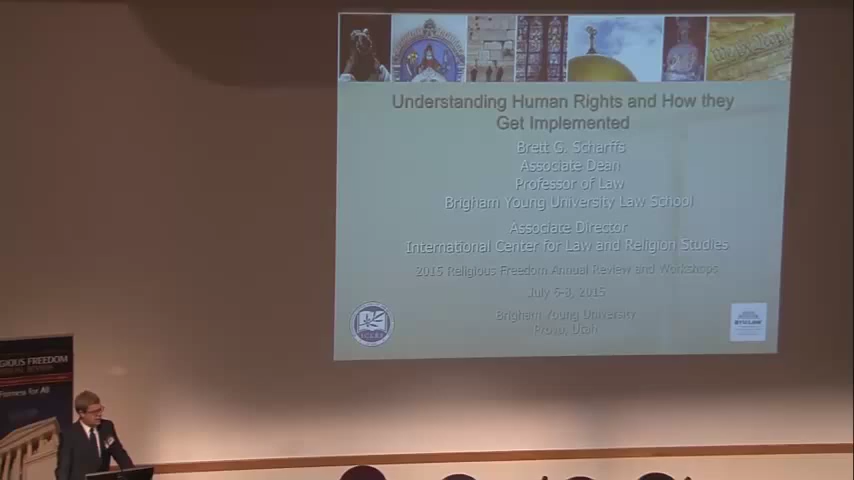 Understanding Human Rights and How they
Get Implemented
Brett G. Scharffs
Associate Dean
Professor of Law
Brigham Young University Law School
Associate Director
International Center for Law and Religion Studies
2015 Religious Freedom Annual Review and Workshops
July 6-8, 2015
Brigham Young University
Provo, Utah
GIOUS FREEDOM
Fairness for All